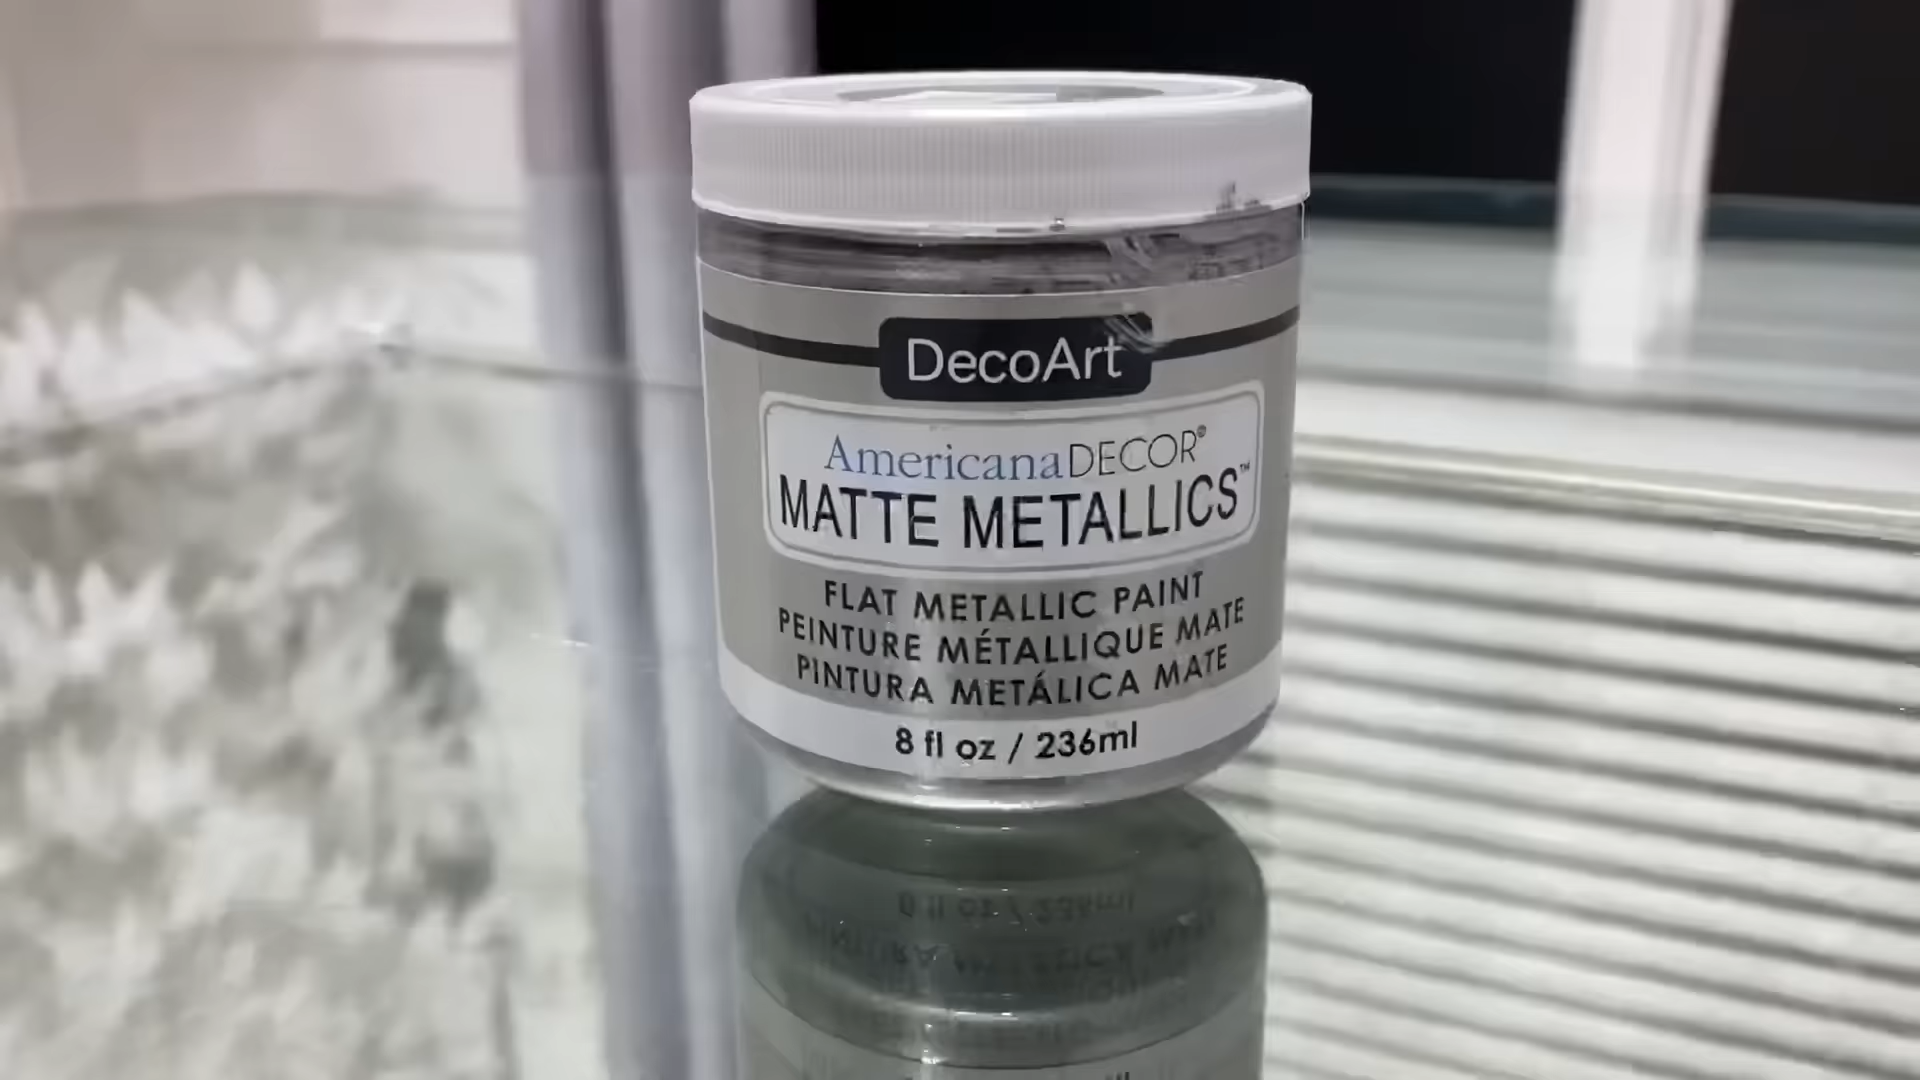 DecoArt
AmericanaDECOR®
MATTE METALLICS™
FLAT METALLIC PAINT
PEINTURE MÉTALLIQUE MATE
PINTURA METÁLICA MATE
8 fl oz / 236ml